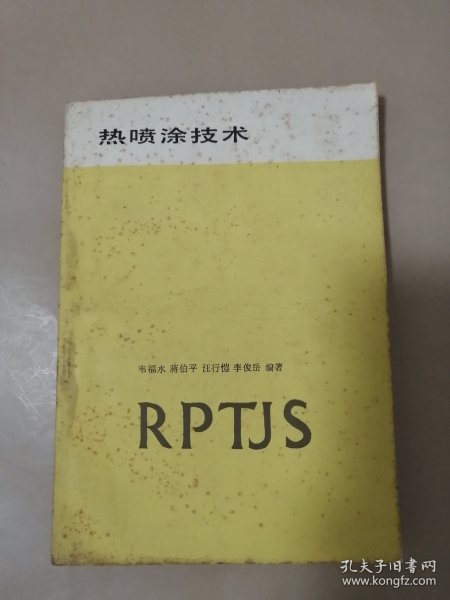 热喷涂技术
韦福水 蒋伯平 汪行恺 李俊岳 编著
RPTJS
孔夫子旧书网
www.kongfz.com